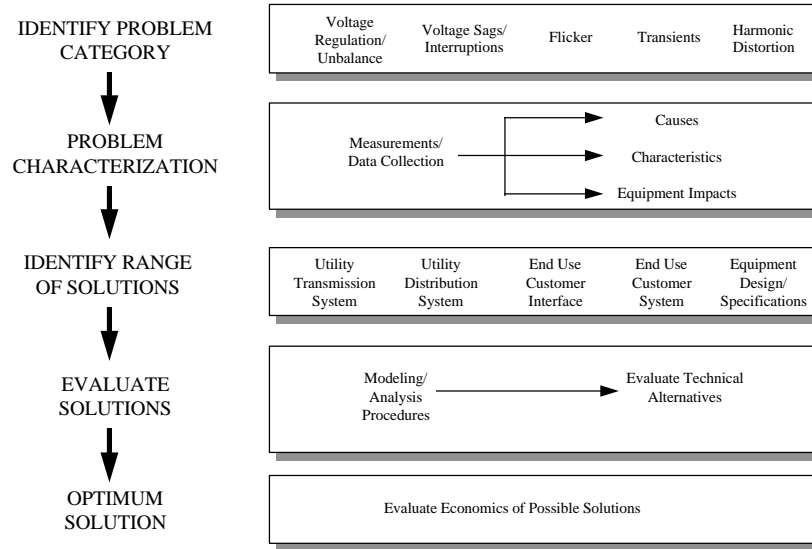 IDENTIFY PROBLEM
CATEGORY
Voltage
Regulation/
Unbalance
Voltage Sags/
Interruptions
Flicker
Transients
Harmonic
Distortion
PROBLEM
CHARACTERIZATION
Measurements/
Data Collection
Causes
Characteristics
Equipment Impacts
IDENTIFY RANGE
OF SOLUTIONS
Utility
Transmission
System
Utility
Distribution
System
End Use
Customer
Interface
End Use
Customer
System
Equipment
Design/
Specifications
EVALUATE
SOLUTIONS
Modeling/
Analysis
Procedures
Evaluate Technical
Alternatives
OPTIMUM
SOLUTION
Evaluate Economics of Possible Solutions